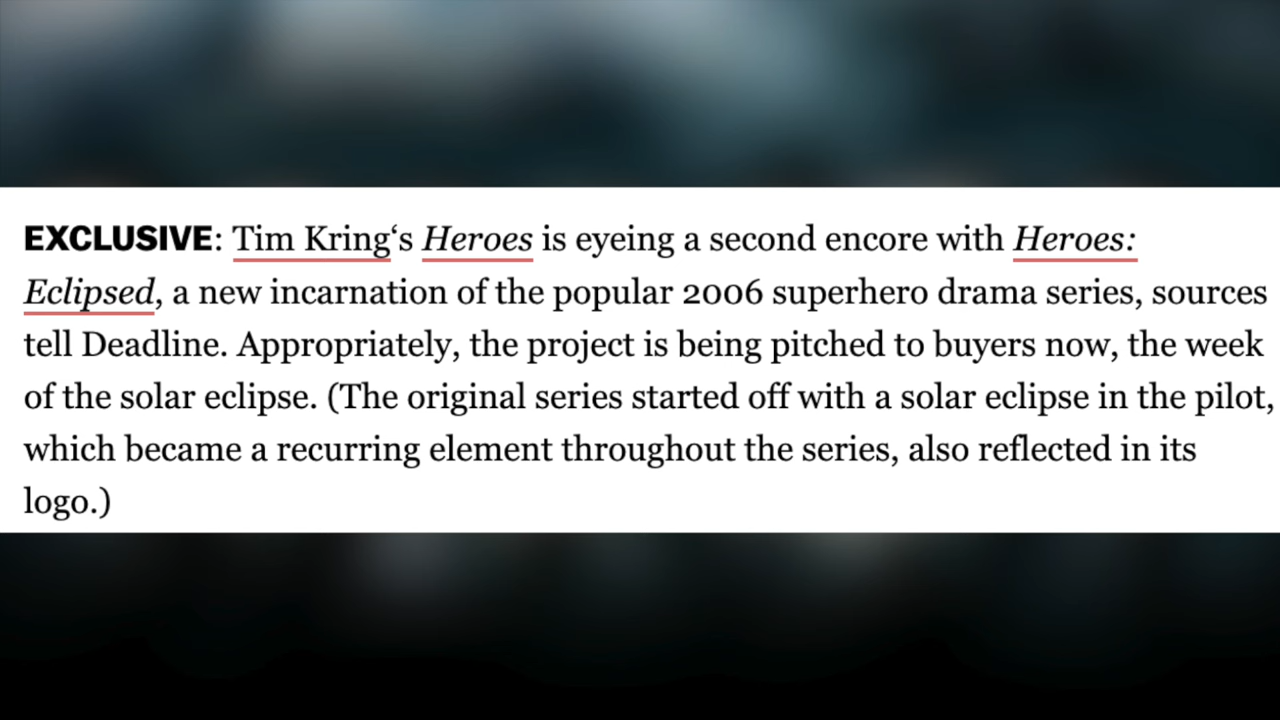 EXCLUSIVE: Tim Kring‘s Heroes is eyeing a second encore with Heroes:
Eclipsed, a new incarnation of the popular 2006 superhero drama series, sources
tell Deadline. Appropriately, the project is being pitched to buyers now, the week
of the solar eclipse. (The original series started off with a solar eclipse in the pilot,
which became a recurring element throughout the series, also reflected in its
logo.)